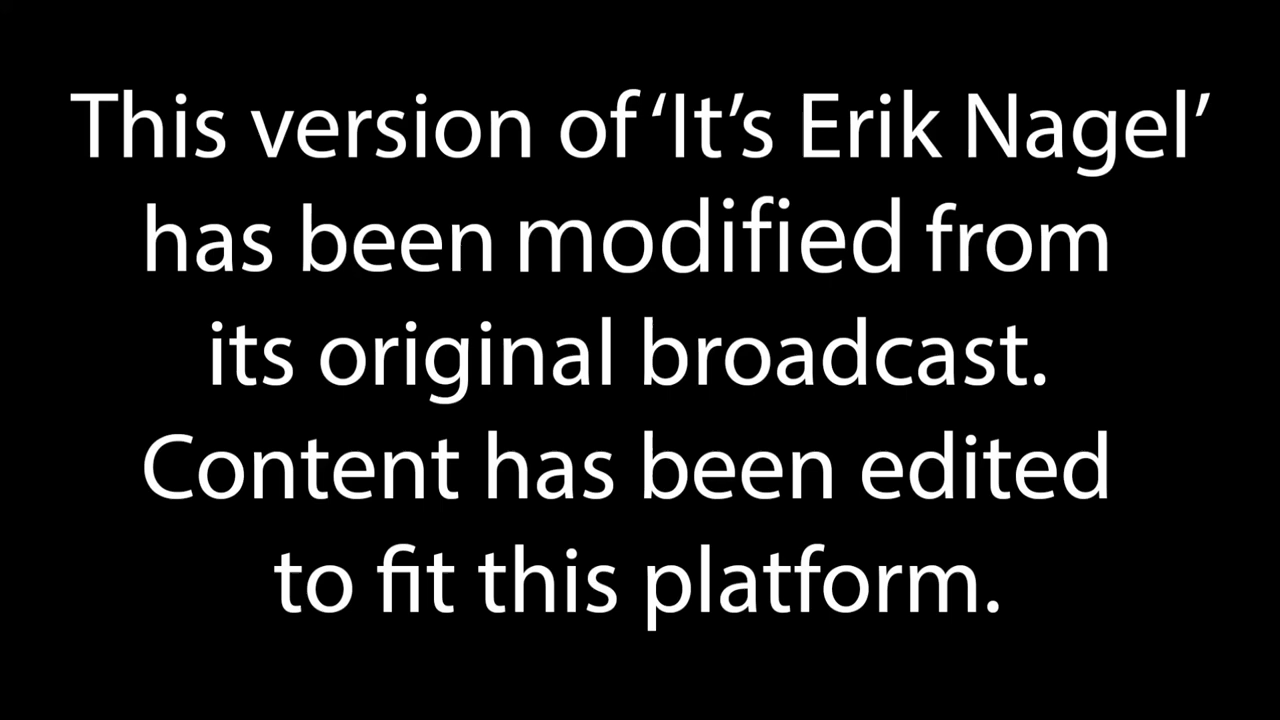 This version of ‘It’s Erik Nagel’
has been modified from
its original broadcast.
Content has been edited
to fit this platform.